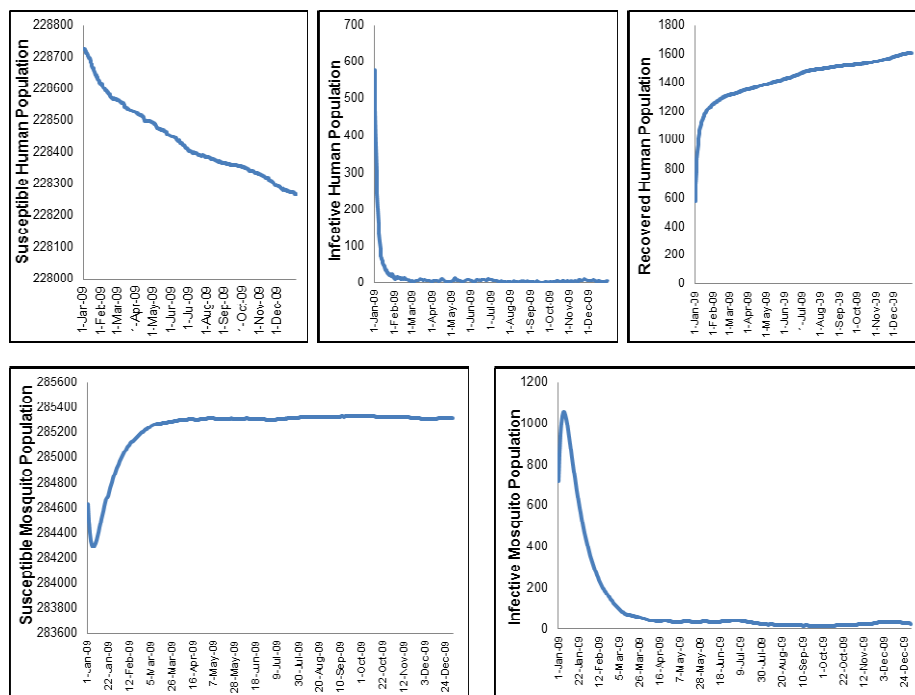 Susceptible Human Population
228800
228700
228600
228500
228400
228300
228200
228100
228000
1-Jan-09
1-Feb-09
1-Mar-09
1-Apr-09
1-May-09
1-Jun-09
1-Jul-09
1-Aug-09
1-Sep-09
1-Oct-09
1-Nov-09
1-Dec-09
Infcetive Human Population
700
600
500
400
300
200
100
0
1-Jan-09
1-Feb-09
1-Mar-09
1-Apr-09
1-May-09
1-Jun-09
1-Jul-09
1-Aug-09
1-Sep-09
1-Oct-09
1-Nov-09
1-Dec-09
Recovered Human Population
1800
1600
1400
1200
1000
800
600
400
200
0
1-Jan-09
1-Feb-09
1-Mar-09
1-Apr-09
1-May-09
1-Jun-09
1-Jul-09
1-Aug-09
1-Sep-09
1-Oct-09
1-Nov-09
1-Dec-09
Susceptible Mosquito Population
285600
285400
285200
285000
284800
284600
284400
284200
284000
283800
283600
1-Jan-09
22-Jan-09
12-Feb-09
5-Mar-09
26-Mar-09
16-Apr-09
7-May-09
28-May-09
18-Jun-09
9-Jul-09
30-Jul-09
20-Aug-09
10-Sep-09
1-Oct-09
22-Oct-09
12-Nov-09
3-Dec-09
24-Dec-09
Infective Mosquito Population
1200
1000
800
600
400
200
0
1-Jan-09
22-Jan-09
12-Feb-09
5-Mar-09
26-Mar-09
16-Apr-09
7-May-09
28-May-09
18-Jun-09
9-Jul-09
30-Jul-09
20-Aug-09
10-Sep-09
1-Oct-09
22-Oct-09
12-Nov-09
3-Dec-09
24-Dec-09